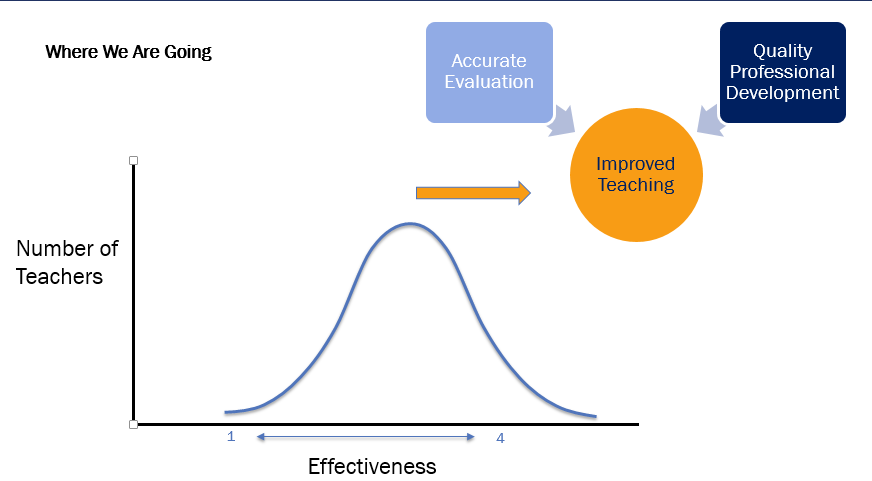 Where We Are Going
Accurate
Evaluation
Quality
Professional
Development
Improved
Teaching
Number of
Teachers
1
4
Effectiveness